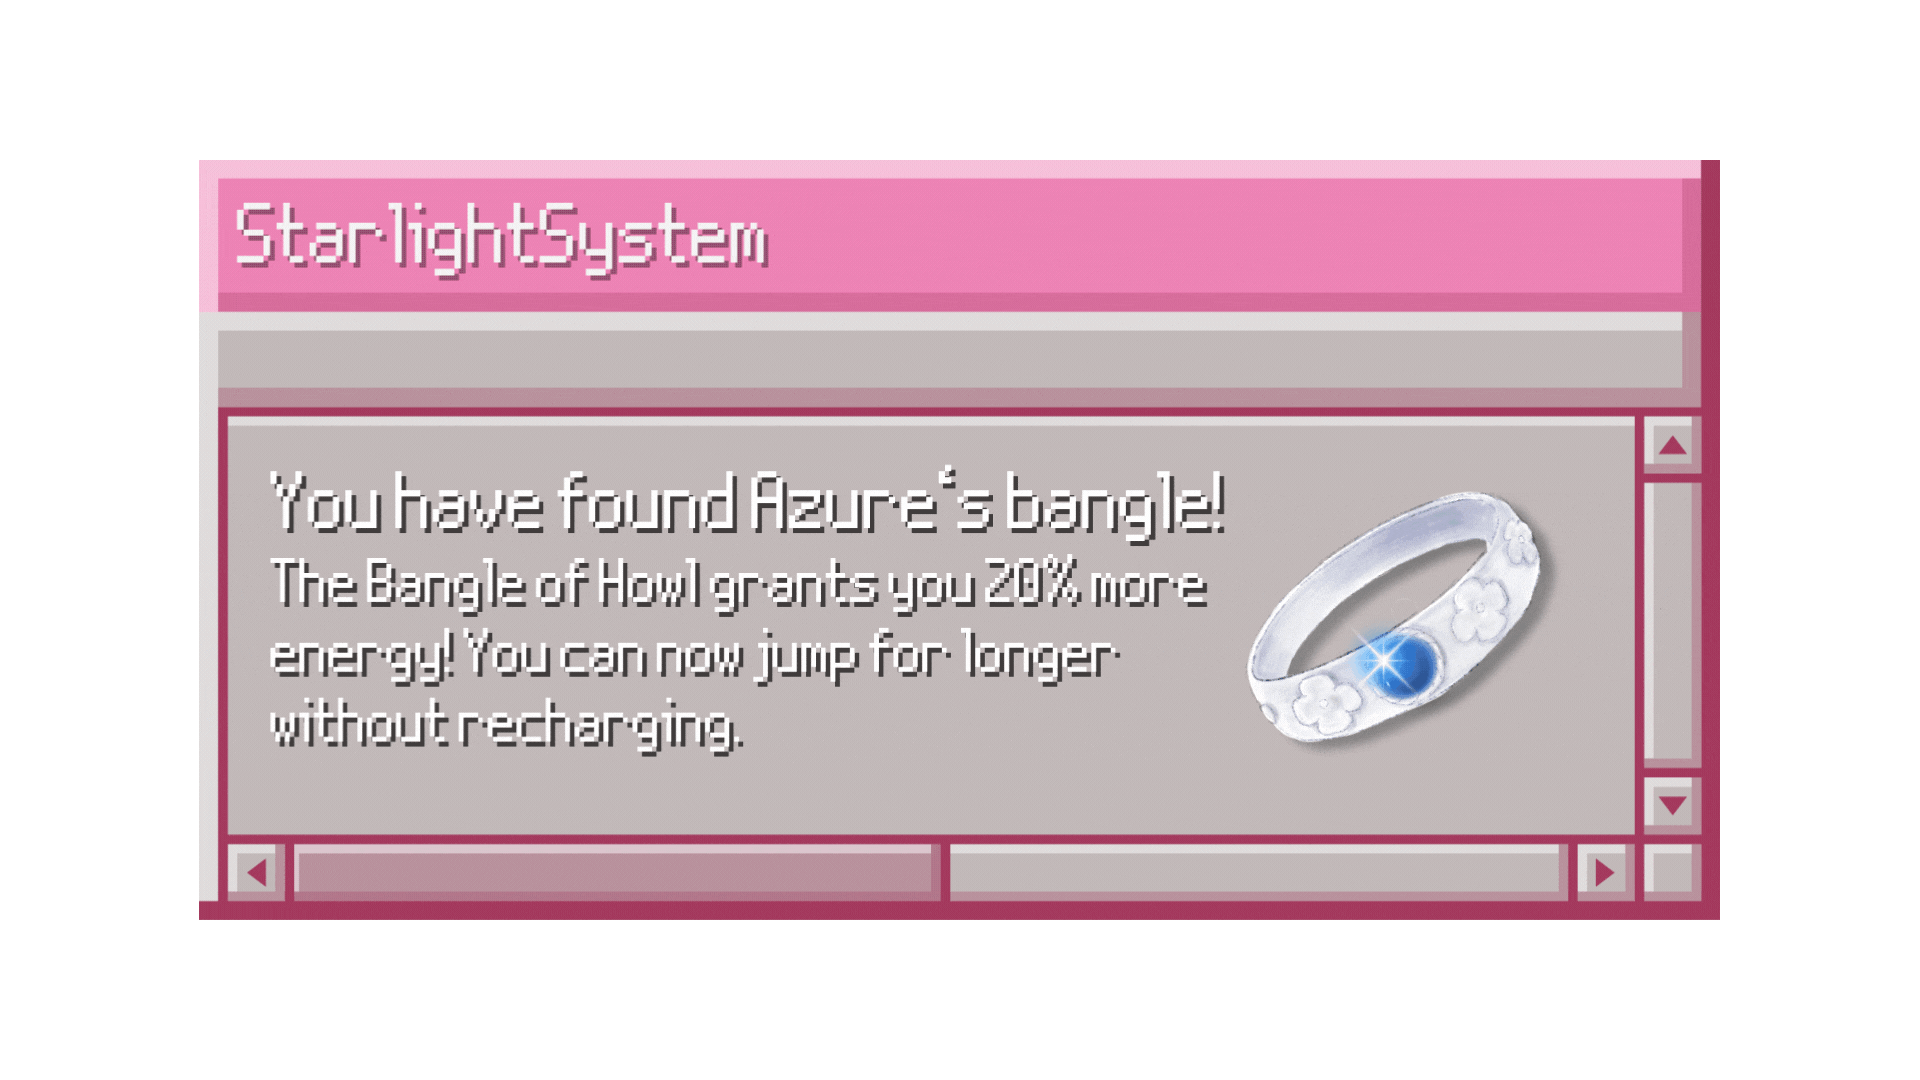 StarlightSystem
You have found Azure‘s bangle!
The Bangle of Howl grants you 20% more
energy! You can now jump for longer
without recharging.